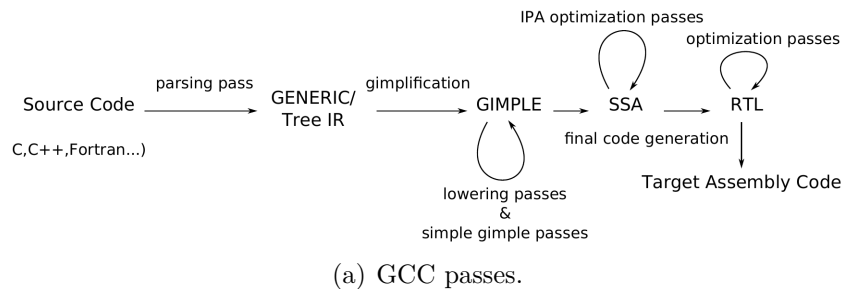 IPA optimization passes
optimization passes
parsing pass
gimplification
Source Code
GENERIC/
Tree IR
GIMPLE
SSA
RTL
C,C++,Fortran...)
final code generation
Target Assembly Code
lowering passes
&
simple gimple passes
(a) GCC passes.